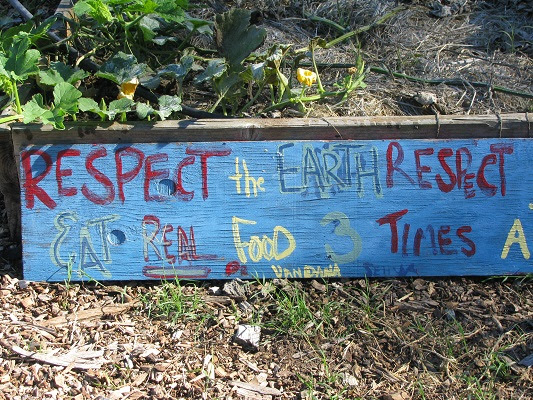 RESPECT the EARTH RESPECT
EAT REAL FOOD 3 TIMES A
VANDANA